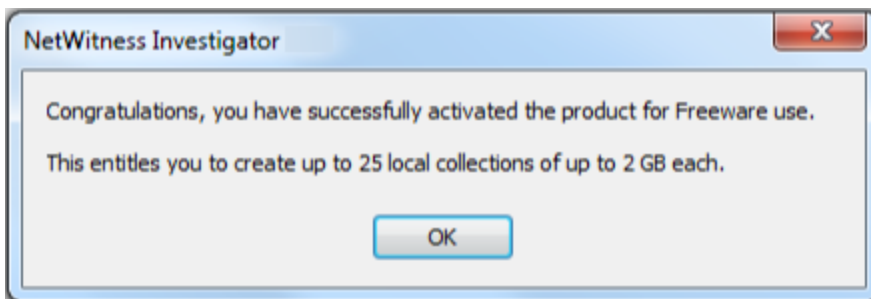 NetWitness Investigator
Congratulations, you have successfully activated the product for Freeware use.
This entitles you to create up to 25 local collections of up to 2 GB each.
OK